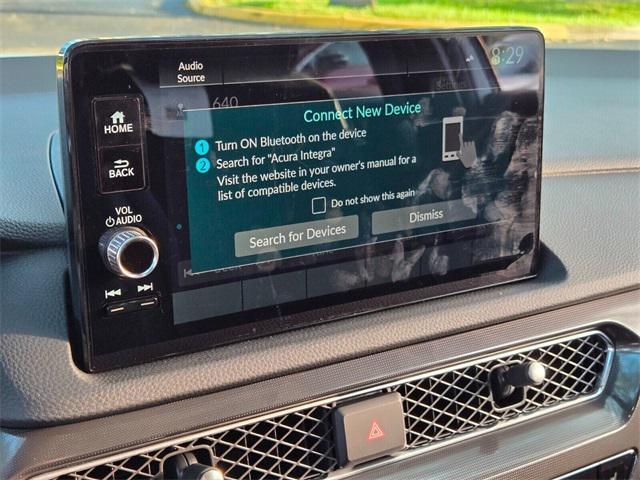 Audio
Source
8:29
640
HOME
BACK
VOL
AUDIO
Connect New Device
1 Turn ON Bluetooth on the device
2 Search for "Acura Integra"
Visit the website in your owner's manual for a
list of compatible devices.
Do not show this again
Search for Devices
Dismiss